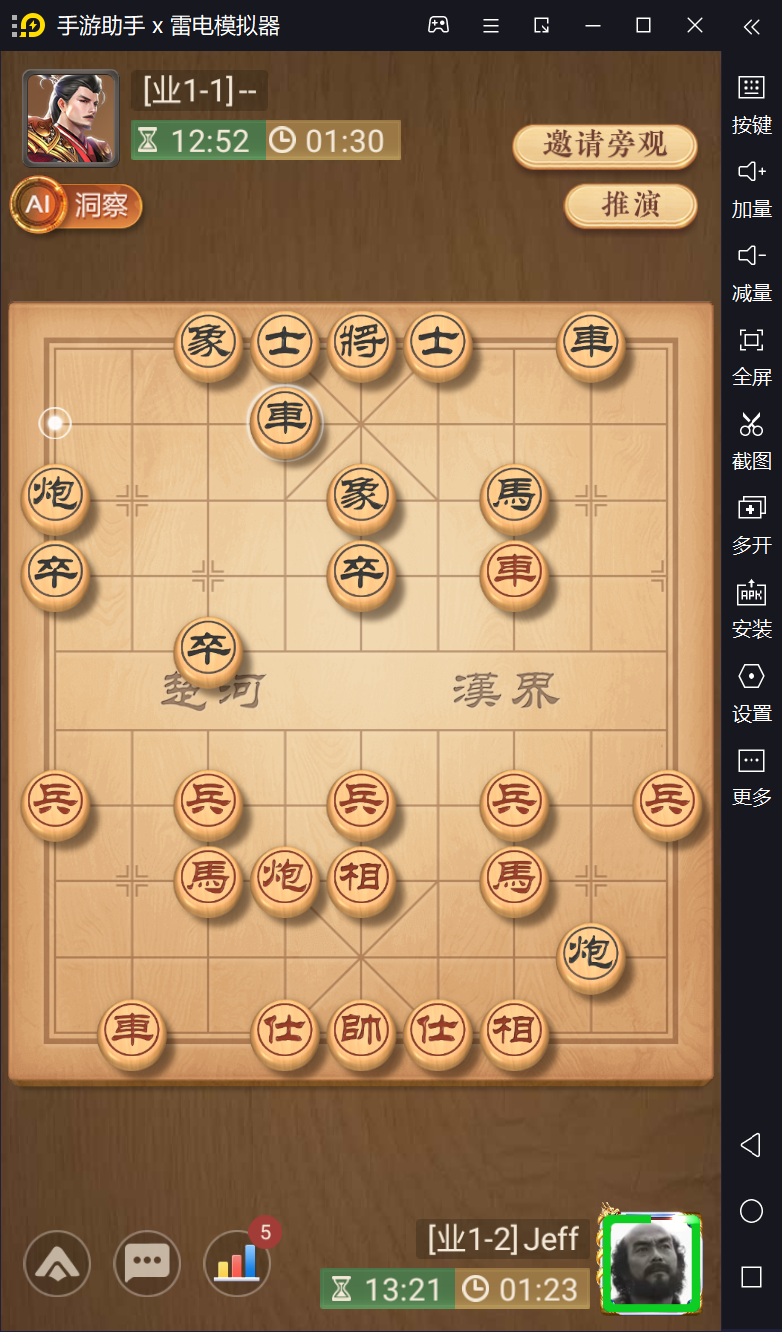 手游助手 x 雷电模拟器
[业1-1]--
12:52 01:30
邀请旁观
AI 洞察
推演
象 士 將 士 車
車
炮 象 馬
卒 卒 車
卒
楚河 漢界
兵 兵 兵 兵 兵
馬 炮 相 馬
炮
車 仕 帥 仕 相
5
[业1-2] Jeff
13:21 01:23
按键
加量
减量
全屏
截图
多开
APK
安装
设置
更多